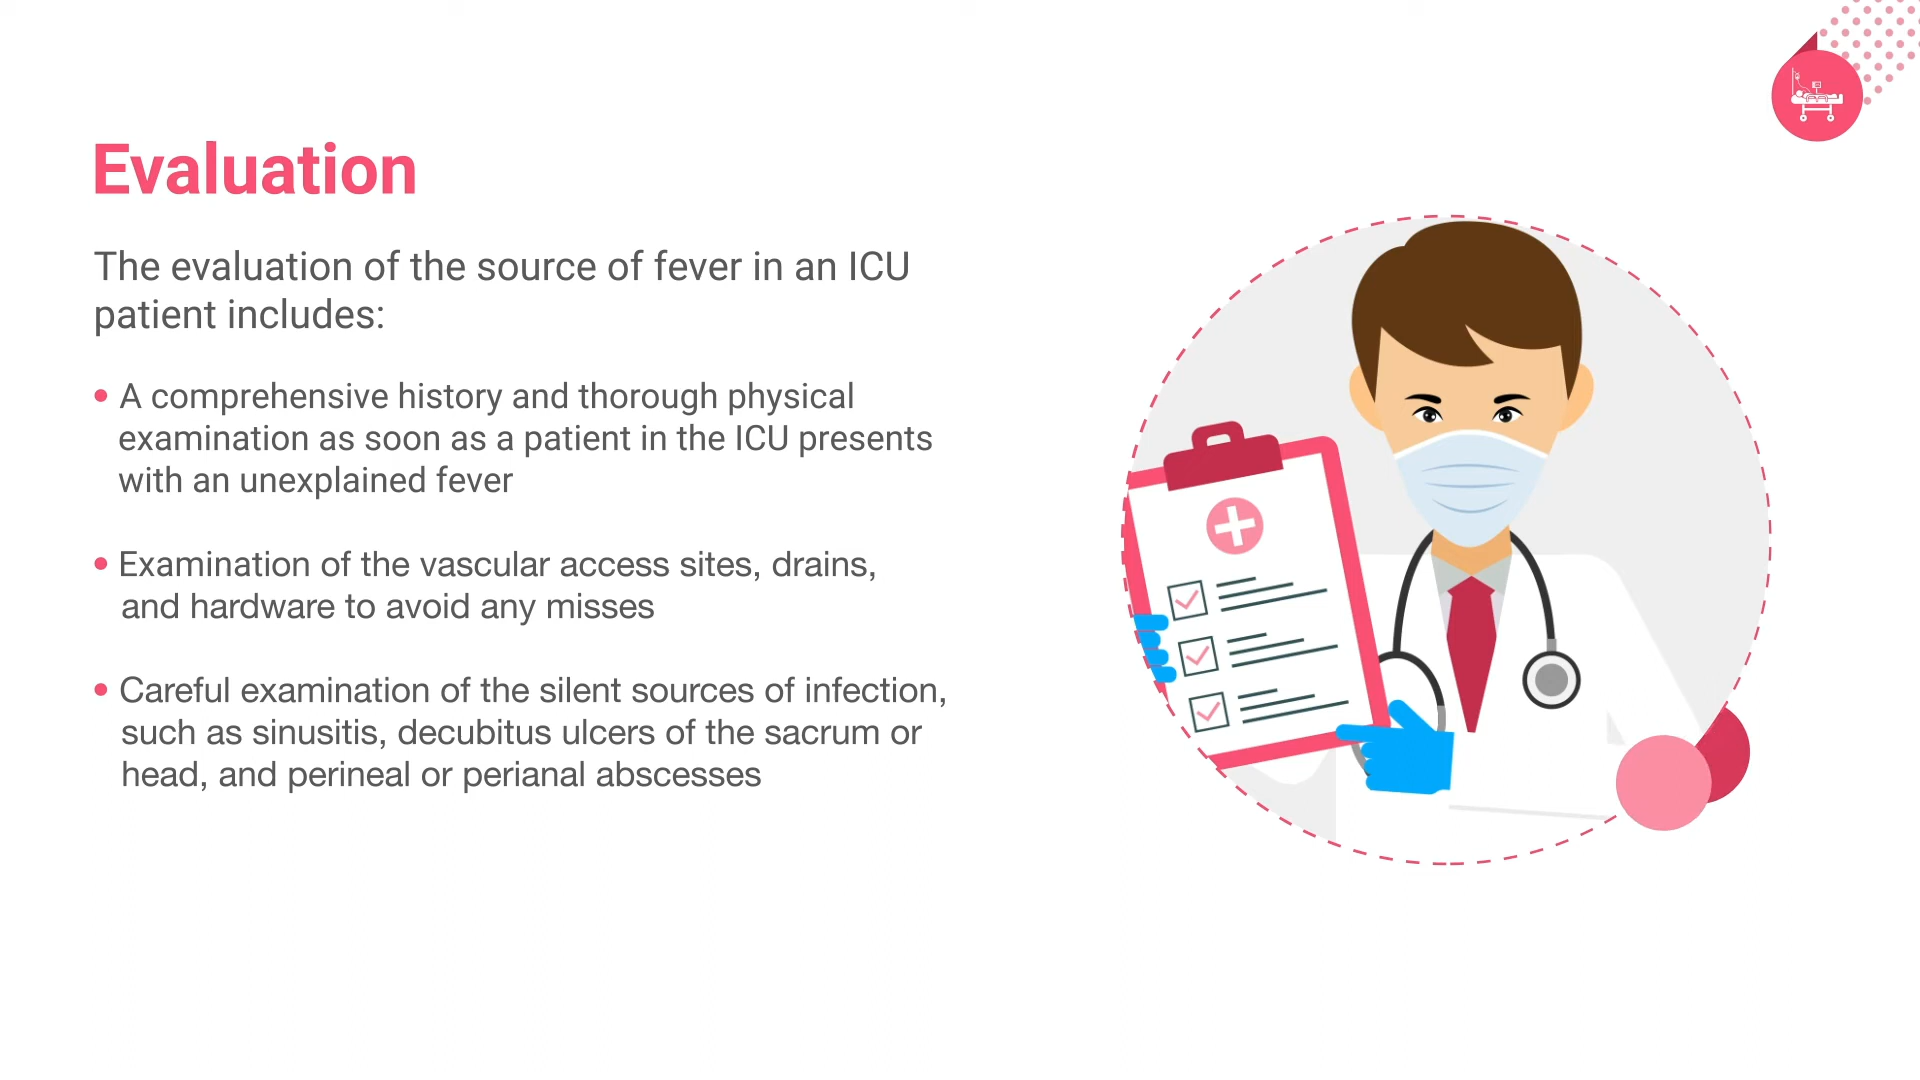 Evaluation
The evaluation of the source of fever in an ICU
patient includes:
• A comprehensive history and thorough physical
examination as soon as a patient in the ICU presents
with an unexplained fever
• Examination of the vascular access sites, drains,
and hardware to avoid any misses
• Careful examination of the silent sources of infection,
such as sinusitis, decubitus ulcers of the sacrum or
head, and perineal or perianal abscesses